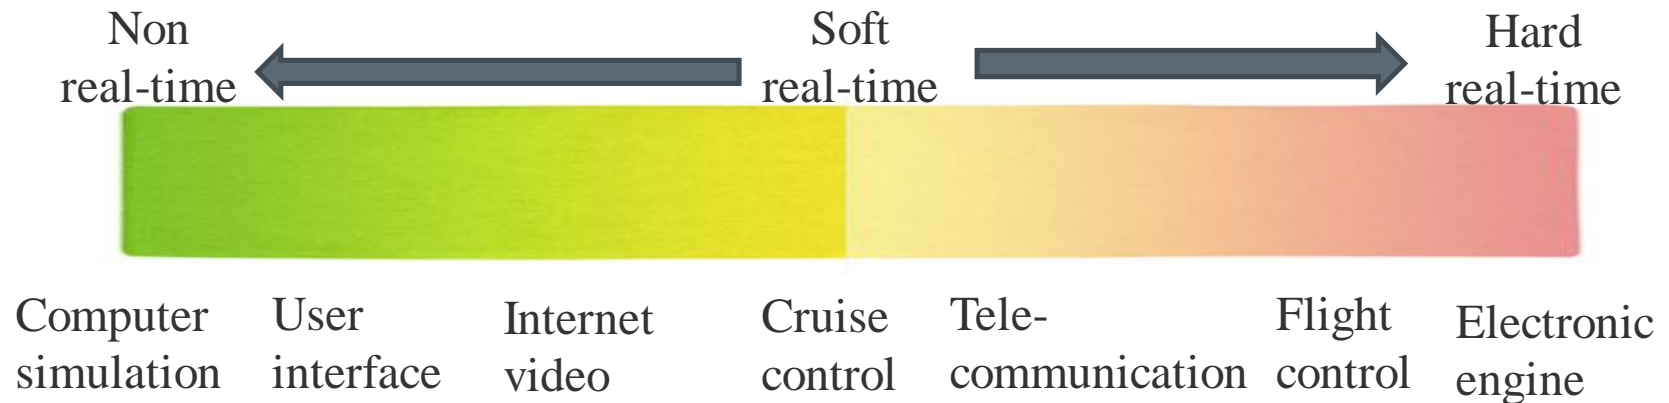 Non
real-time
Soft
real-time
Hard
real-time
Computer
simulation
User
interface
Internet
video
Cruise
control
Tele-
communication
Flight
control
Electronic
engine